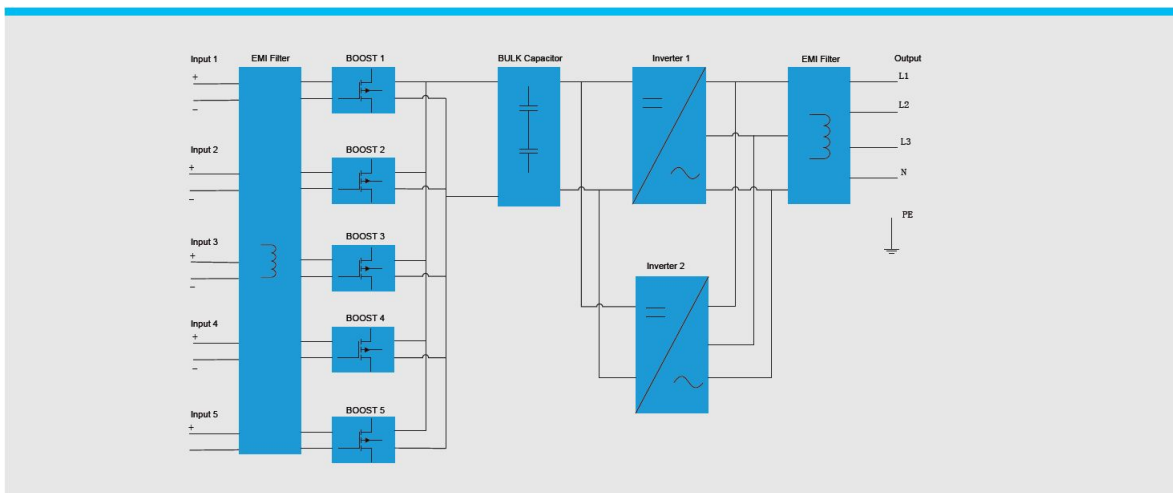 Input 1
EMI Filter
BOOST 1
BULK Capacitor
Inverter 1
EMI Filter
Output
+
−
L1
L2
L3
N
PE
Input 2
BOOST 2
+
−
Input 3
BOOST 3
+
−
Inverter 2
Input 4
BOOST 4
+
−
Input 5
BOOST 5
+
−